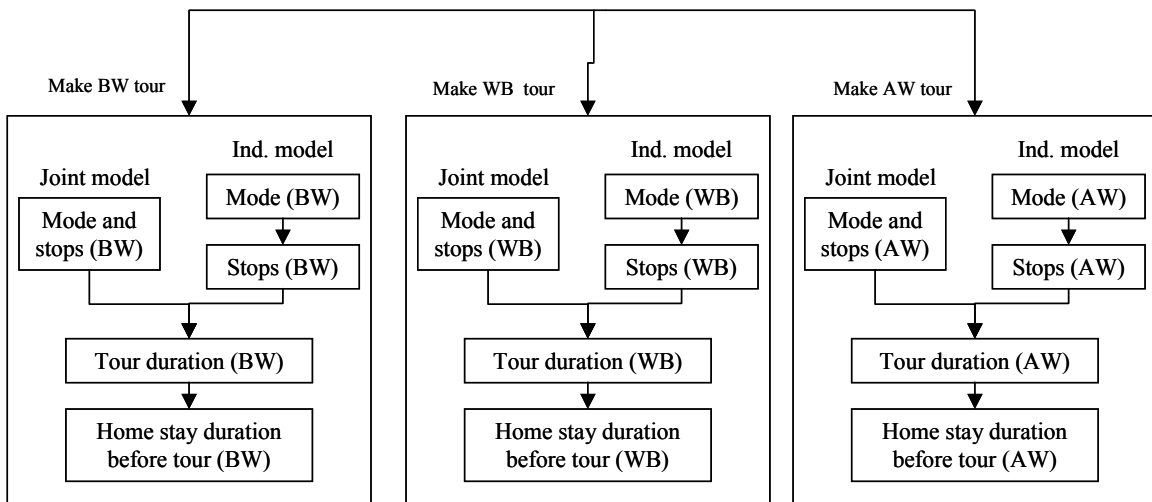 Make BW tour
Ind. model
Joint model
Mode (BW)
Mode and
stops (BW)
Stops (BW)
Tour duration (BW)
Home stay duration
before tour (BW)
Make WB tour
Ind. model
Joint model
Mode (WB)
Mode and
stops (WB)
Stops (WB)
Tour duration (WB)
Home stay duration
before tour (WB)
Make AW tour
Ind. model
Joint model
Mode (AW)
Mode and
stops (AW)
Stops (AW)
Tour duration (AW)
Home stay duration
before tour (AW)